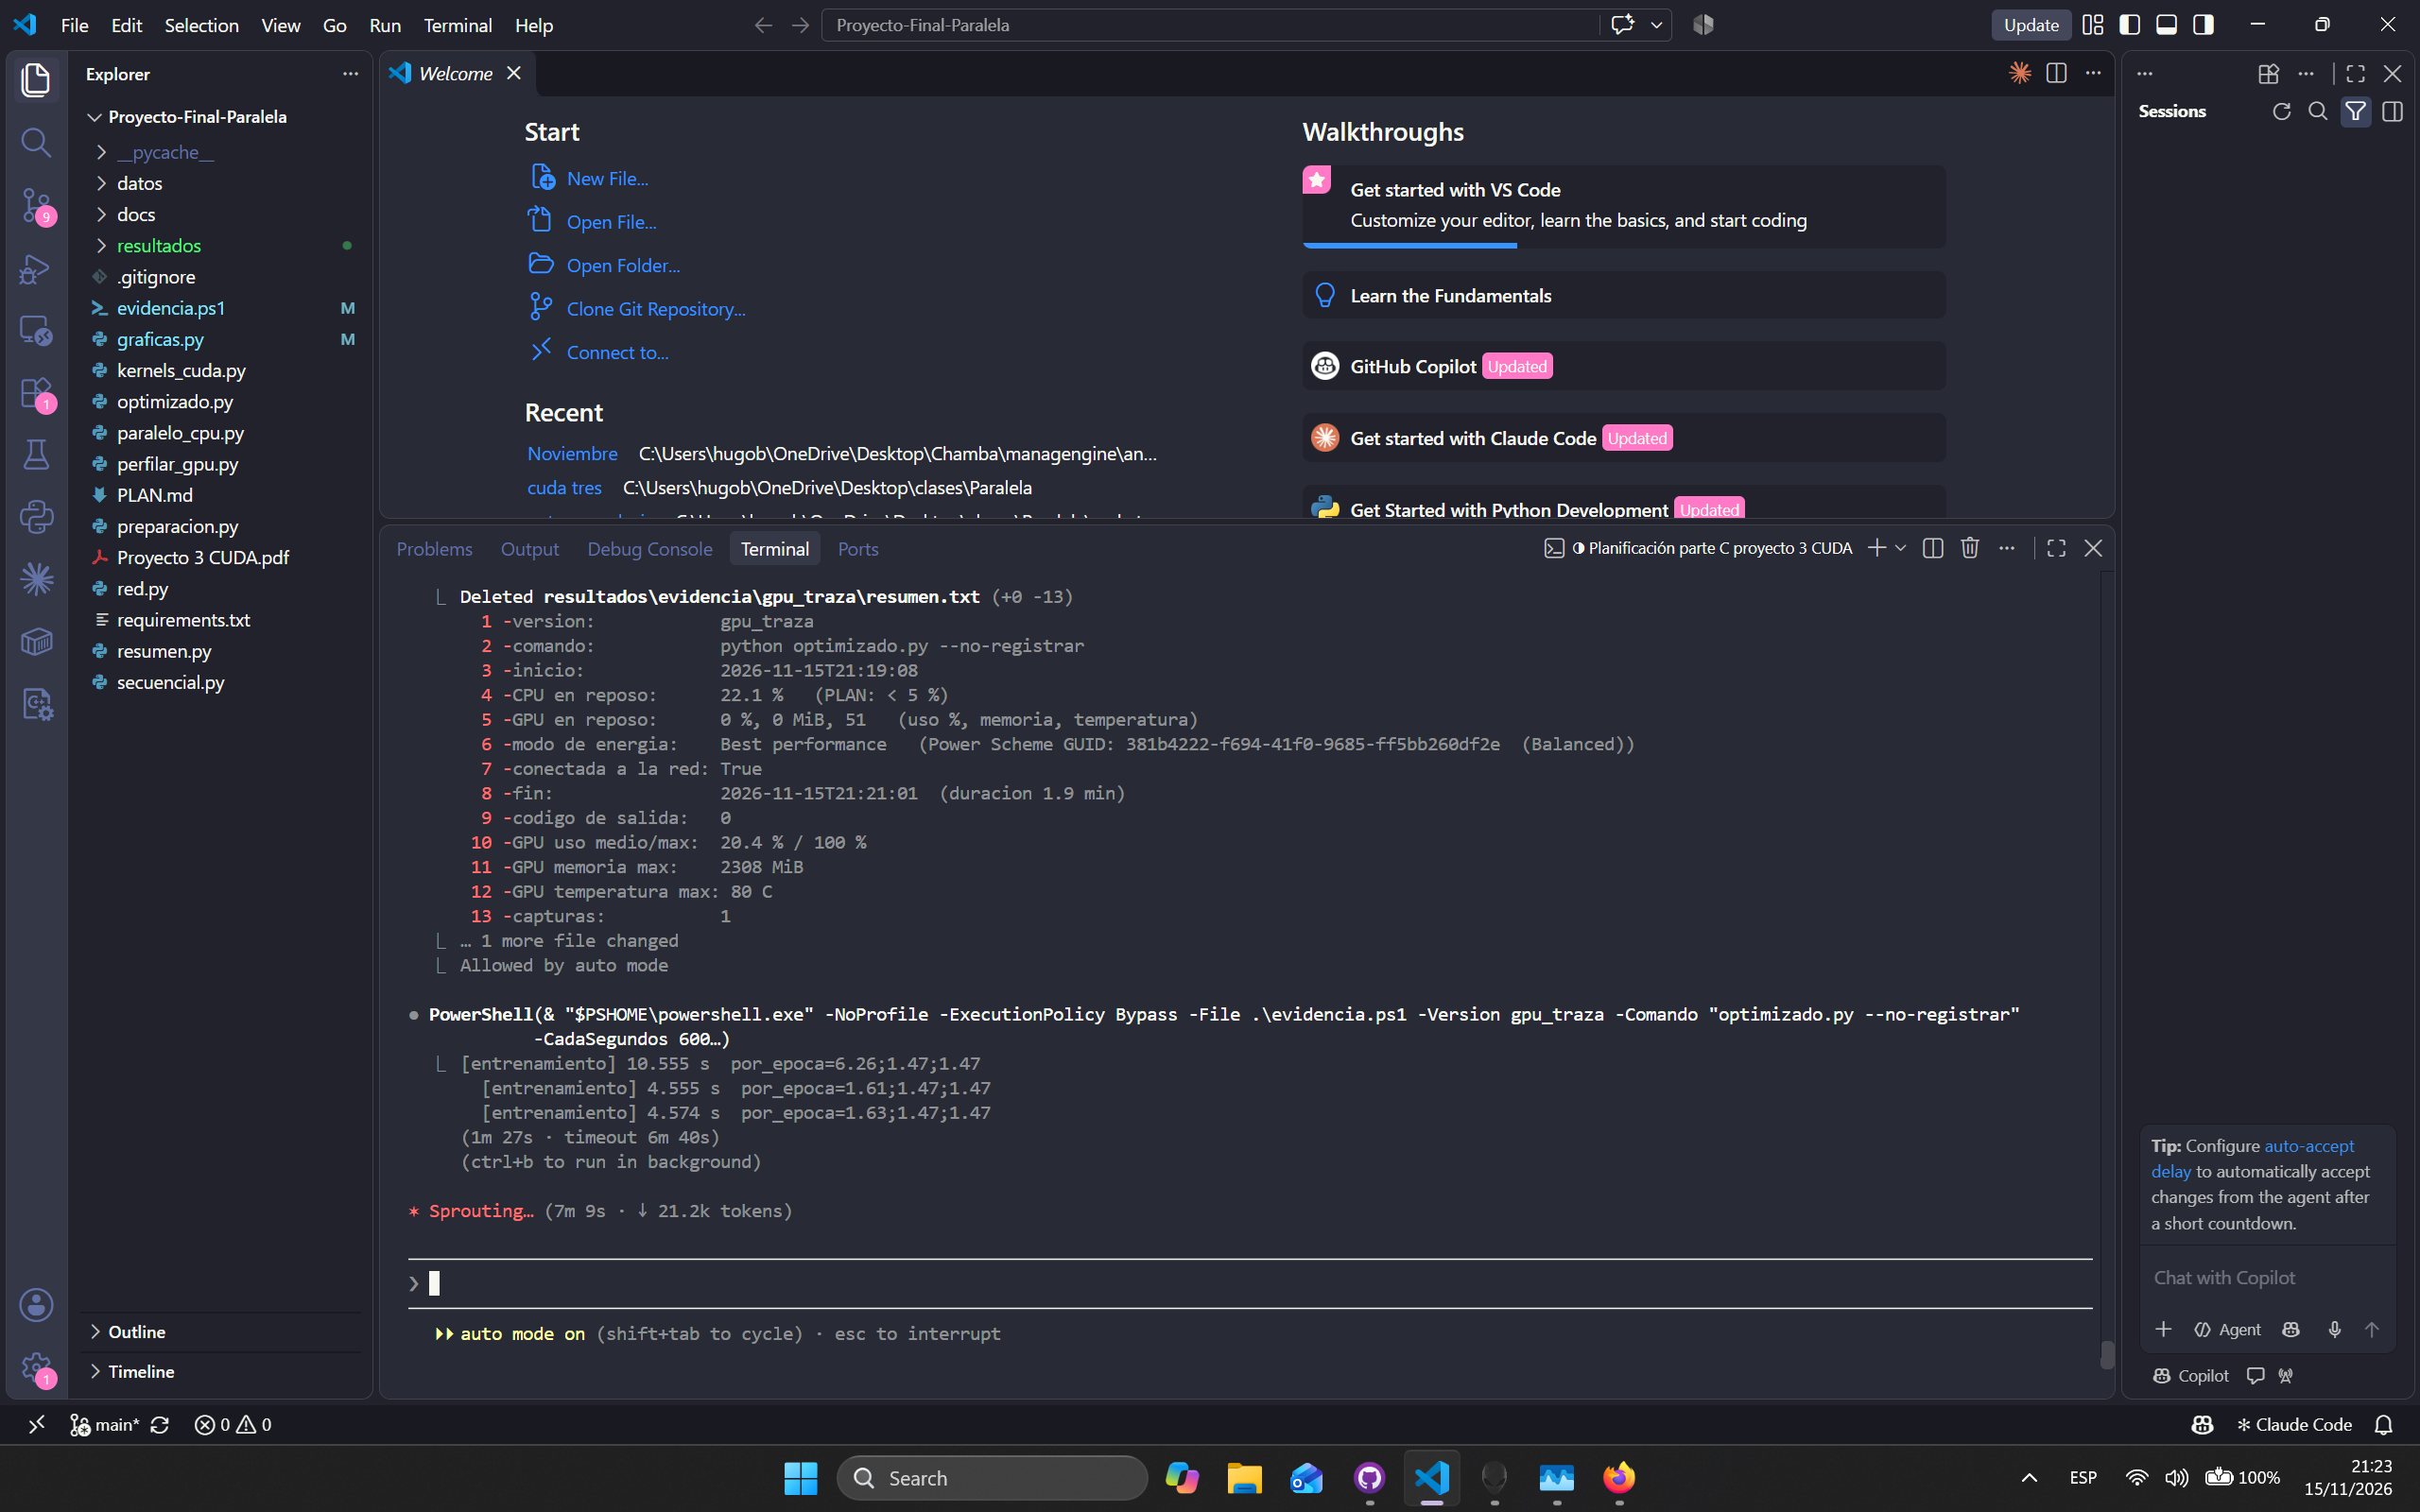 File Edit Selection View Go Run Terminal Help
Proyecto-Final-Paralela
Update
Explorer
Proyecto-Final-Paralela
__pycache__
datos
docs
resultados
.gitignore
evidencia.ps1 M
graficas.py M
kernels_cuda.py
optimizado.py
paralelo_cpu.py
perfilar_gpu.py
PLAN.md
preparacion.py
Proyecto 3 CUDA.pdf
red.py
requirements.txt
resumen.py
secuencial.py
Outline
Timeline
9
1
1
Welcome
Start
New File...
Open File...
Open Folder...
Clone Git Repository...
Connect to...
Recent
Noviembre C:\Users\hugob\OneDrive\Desktop\Chamba\managengine\an...
cuda tres C:\Users\hugob\OneDrive\Desktop\clases\Paralela
Walkthroughs
Get started with VS Code
Customize your editor, learn the basics, and start coding
Learn the Fundamentals
GitHub Copilot Updated
Get started with Claude Code Updated
Get Started with Python Development Updated
Problems Output Debug Console Terminal Ports
Planificación parte C proyecto 3 CUDA
Deleted resultados\evidencia\gpu_traza\resumen.txt (+0 -13)
1 -version: gpu_traza
2 -comando: python optimizado.py --no-registrar
3 -inicio: 2026-11-15T21:19:08
4 -CPU en reposo: 22.1 % (PLAN: < 5 %)
5 -GPU en reposo: 0 %, 0 MiB, 51 (uso %, memoria, temperatura)
6 -modo de energia: Best performance (Power Scheme GUID: 381b4222-f694-41f0-9685-ff5bb260df2e (Balanced))
7 -conectada a la red: True
8 -fin: 2026-11-15T21:21:01 (duracion 1.9 min)
9 -codigo de salida: 0
10 -GPU uso medio/max: 20.4 % / 100 %
11 -GPU memoria max: 2308 MiB
12 -GPU temperatura max: 80 C
13 -capturas: 1
… 1 more file changed
Allowed by auto mode
● PowerShell(& "$PSHOME\powershell.exe" -NoProfile -ExecutionPolicy Bypass -File .\evidencia.ps1 -Version gpu_traza -Comando "optimizado.py --no-registrar"
-CadaSegundos 600…)
[entrenamiento] 10.555 s por_epoca=6.26;1.47;1.47
[entrenamiento] 4.555 s por_epoca=1.61;1.47;1.47
[entrenamiento] 4.574 s por_epoca=1.63;1.47;1.47
(1m 27s · timeout 6m 40s)
(ctrl+b to run in background)
* Sprouting… (7m 9s · ↓ 21.2k tokens)
❯
⏵⏵ auto mode on (shift+tab to cycle) · esc to interrupt
Sessions
Tip: Configure auto-accept
delay to automatically accept
changes from the agent after
a short countdown.
Chat with Copilot
Agent
Copilot
main* 0 0
Claude Code
Search
ESP 100%
21:23
15/11/2026